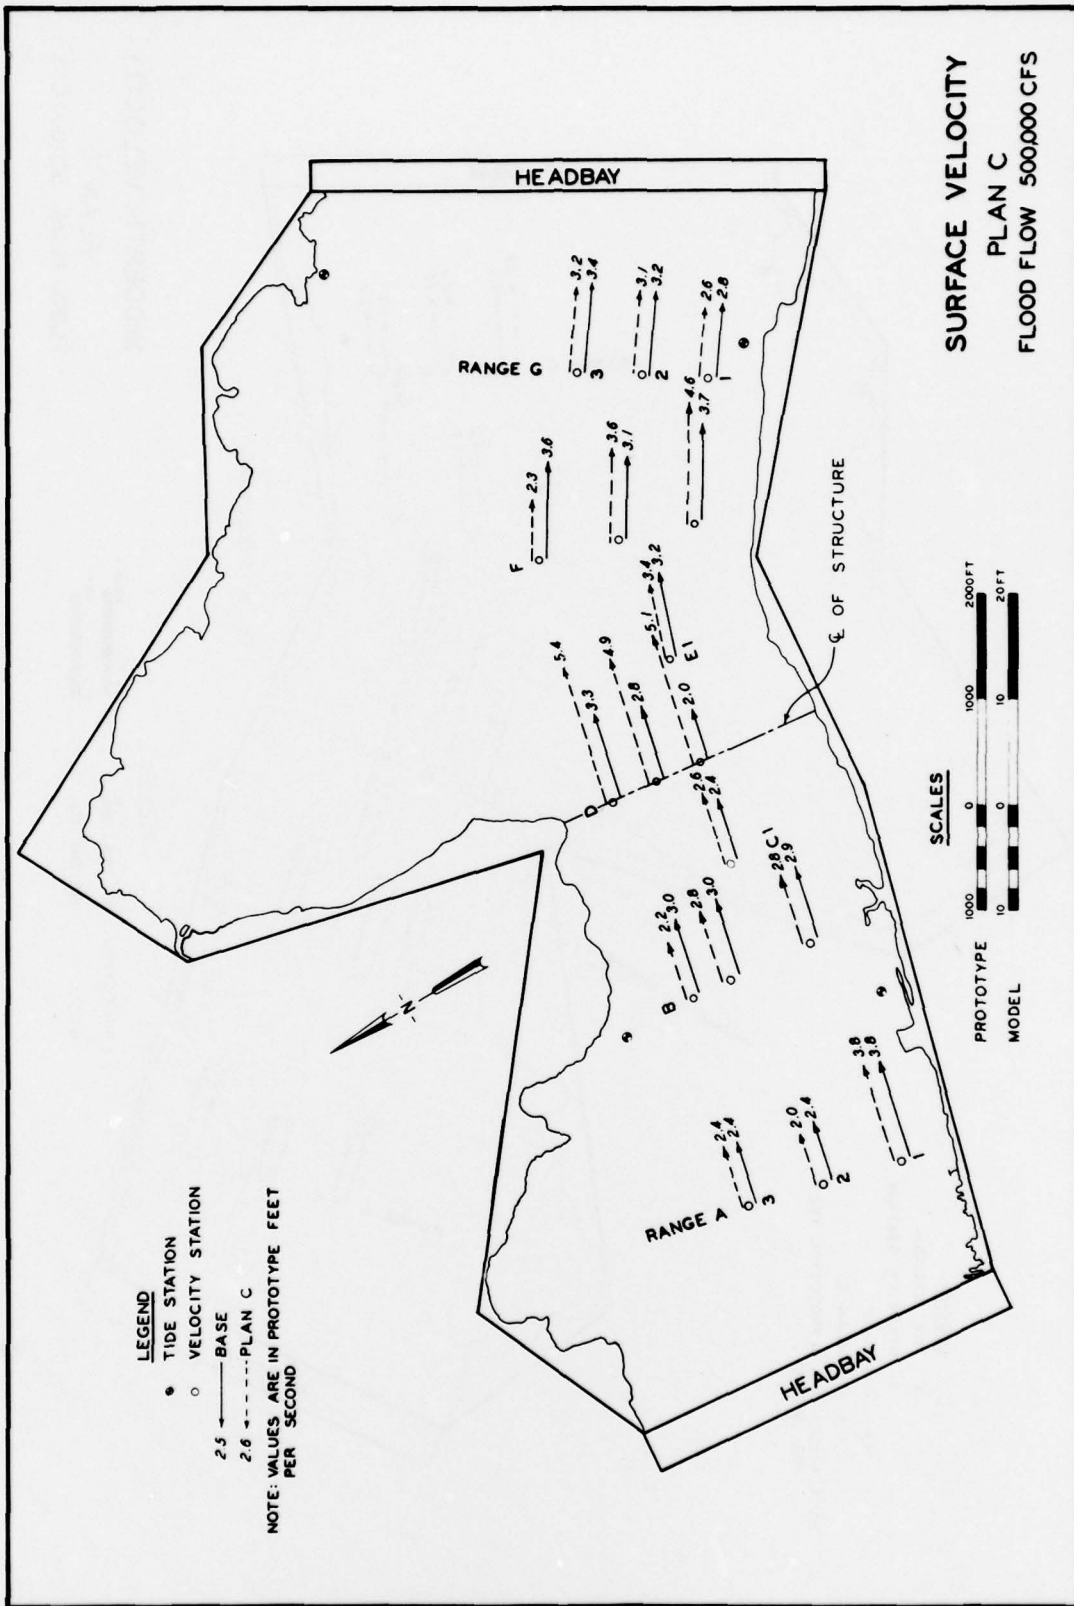 HEADBAY
RANGE G
3.2
3.4
3
3.1
3.2
2
2.6
2.8
1
F
2.3
3.6
3.6
3.1
4.6
3.7
5.4
3.3
4.9
2.8
5.1
2.0
D
3.4
3.2
E1
℄ OF STRUCTURE
2.6
2.4
B
2.2
3.0
2.8
3.0
2.8
2.9
C1
N
RANGE A
2.4
2.4
3
2.0
2.4
2
3.8
3.8
1
HEADBAY
LEGEND
TIDE STATION
VELOCITY STATION
2.5 BASE
2.6 PLAN C
NOTE: VALUES ARE IN PROTOTYPE FEET
PER SECOND
SCALES
PROTOTYPE 1000 0 1000 2000 FT
MODEL 10 0 10 20 FT
SURFACE VELOCITY
PLAN C
FLOOD FLOW 500,000 CFS